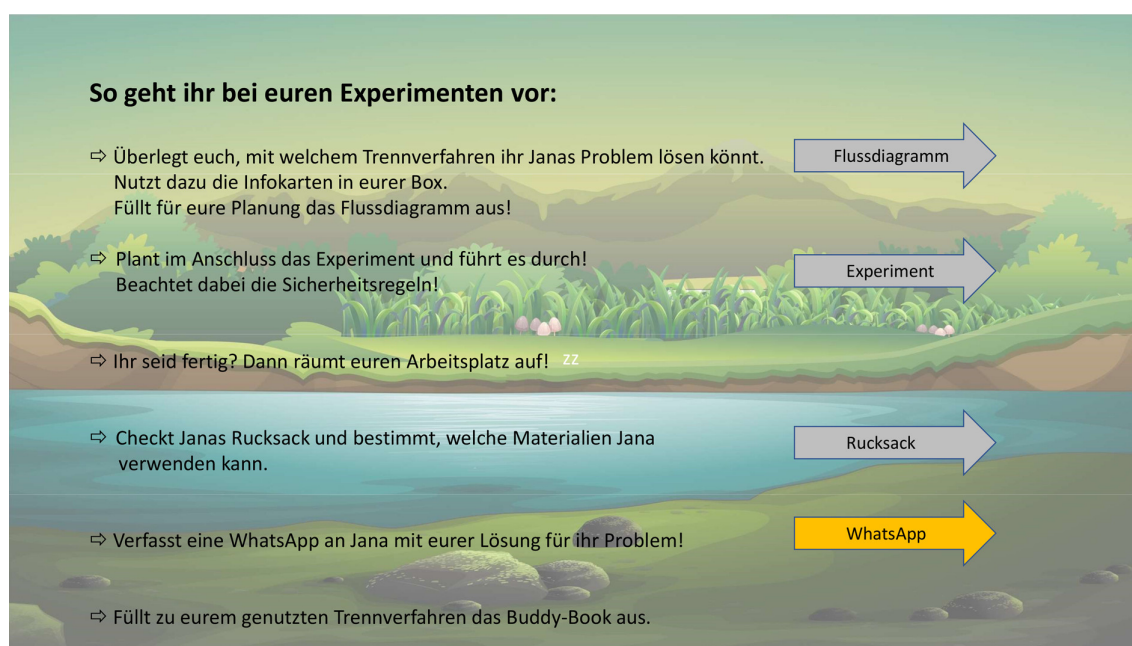 So geht ihr bei euren Experimenten vor:
⇨ Überlegt euch, mit welchem Trennverfahren ihr Janas Problem lösen könnt.
Flussdiagramm
Nutzt dazu die Infokarten in eurer Box.
Füllt für eure Planung das Flussdiagramm aus!
⇨ Plant im Anschluss das Experiment und führt es durch!
Experiment
Beachtet dabei die Sicherheitsregeln!
⇨ Ihr seid fertig? Dann räumt euren Arbeitsplatz auf! zz
⇨ Checkt Janas Rucksack und bestimmt, welche Materialien Jana
Rucksack
verwenden kann.
⇨ Verfasst eine WhatsApp an Jana mit eurer Lösung für ihr Problem!
WhatsApp
⇨ Füllt zu eurem genutzten Trennverfahren das Buddy-Book aus.